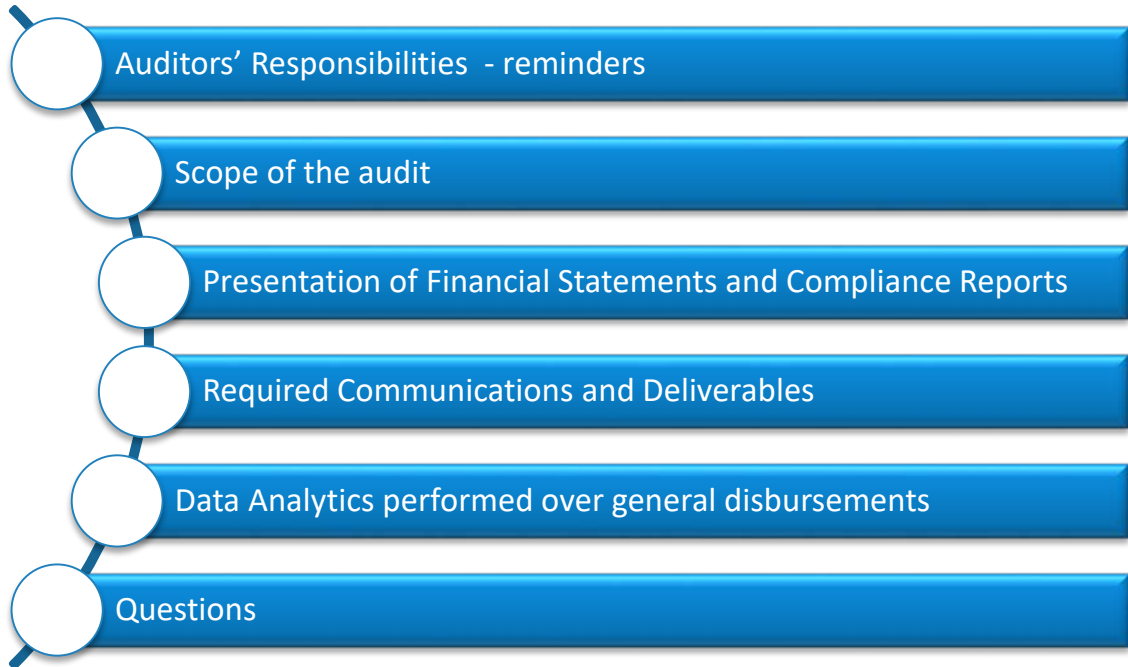 Auditors’ Responsibilities  - reminders
Scope of the audit
Presentation of Financial Statements and Compliance Reports
Required Communications and Deliverables
Data Analytics performed over general disbursements
Questions